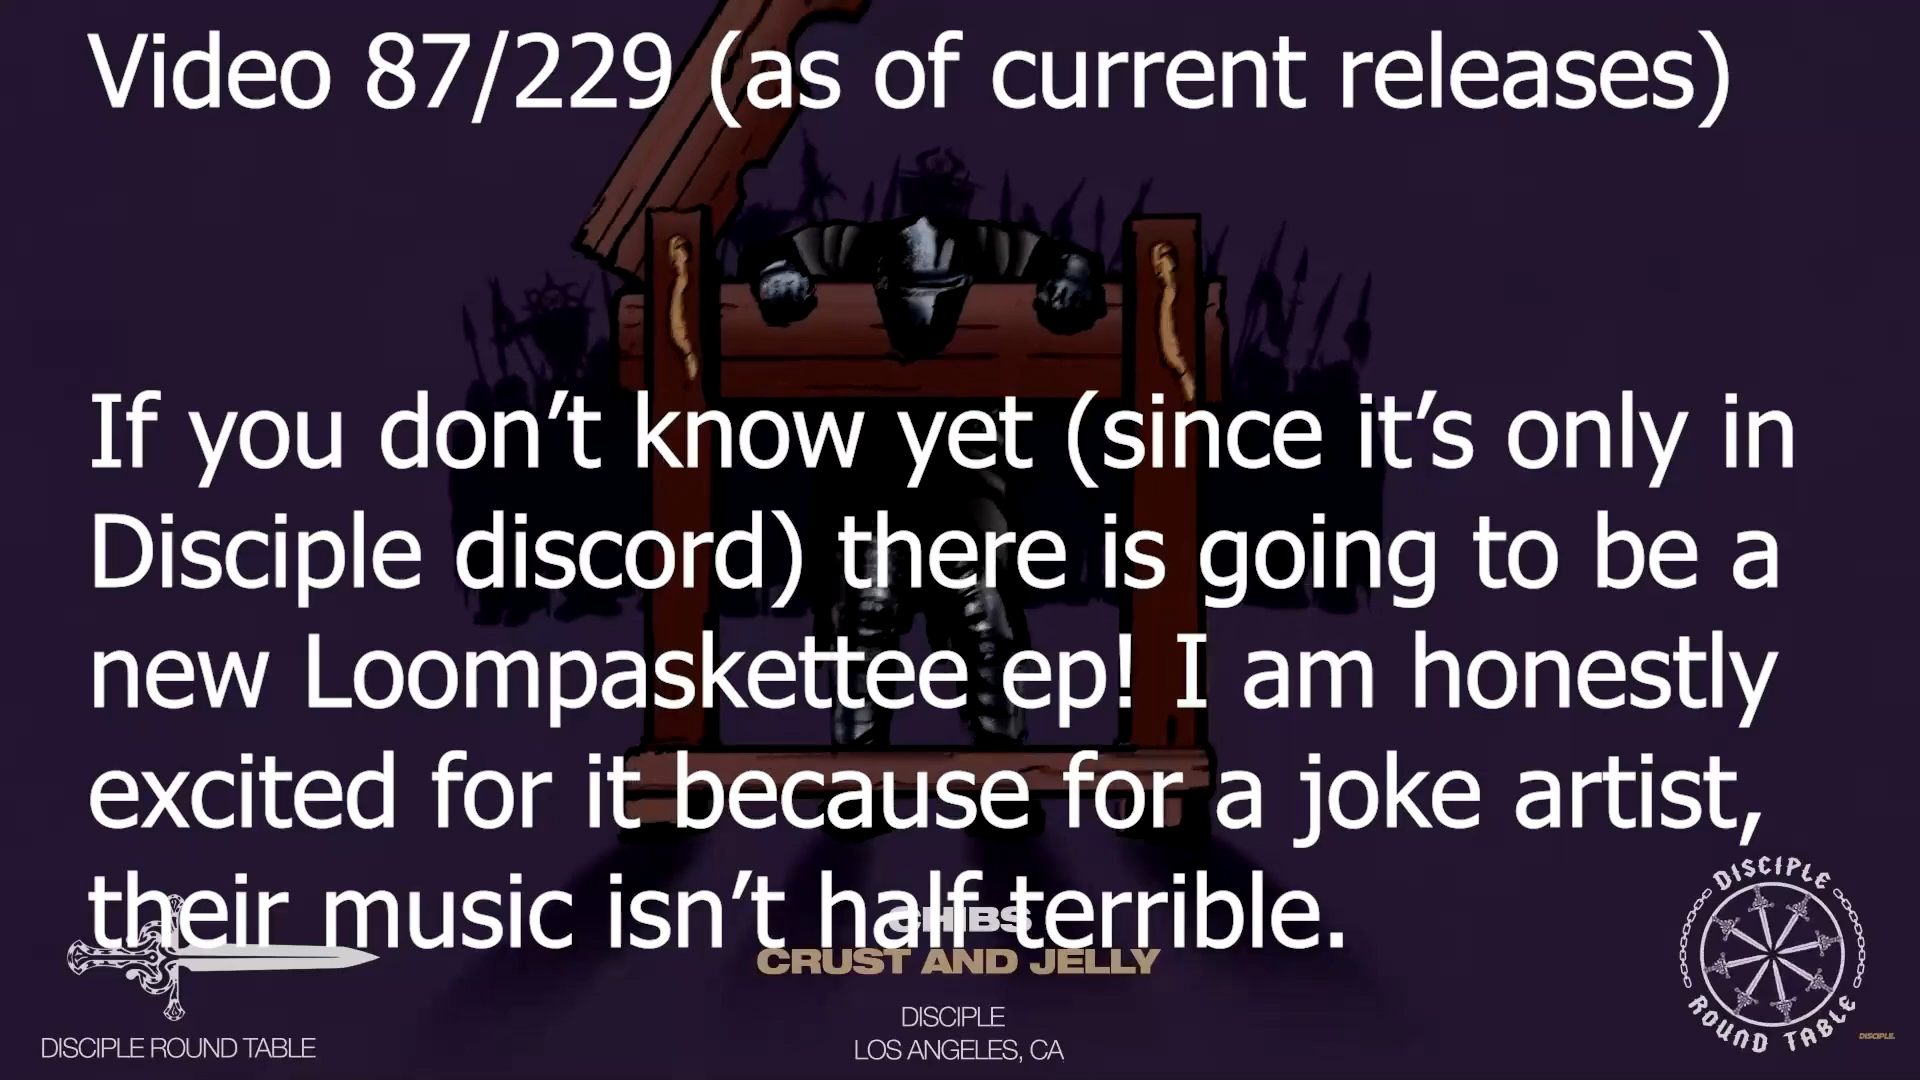 Video 87/229 (as of current releases)
If you don’t know yet (since it’s only in
Disciple discord) there is going to be a
new Loompaskettee ep! I am honestly
excited for it because for a joke artist,
their music isn’t half terrible.
CHIBS
CRUST AND JELLY
DISCIPLE
LOS ANGELES, CA
DISCIPLE ROUND TABLE
DISCIPLE
ROUND TABLE
DISCIPLE.